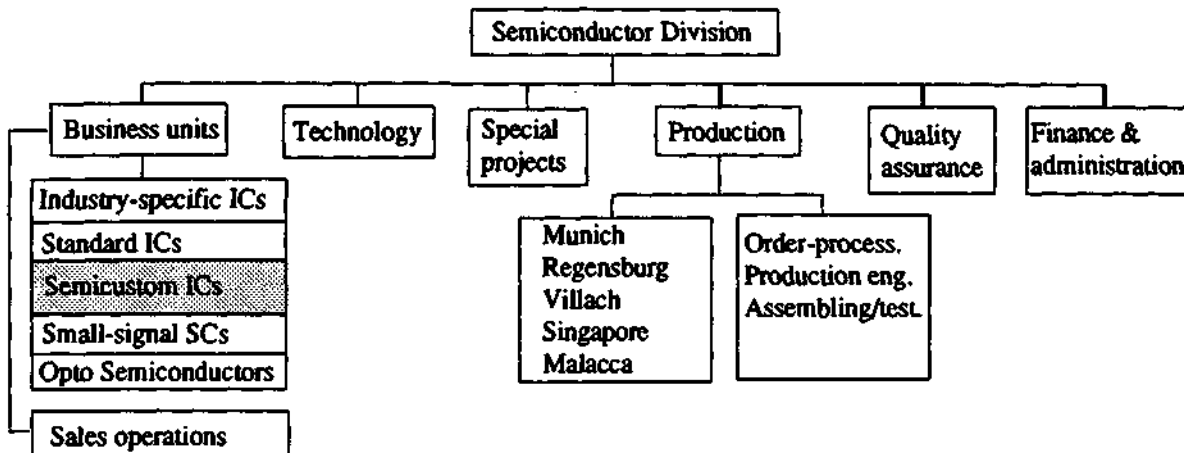 Semiconductor Division
Business units
Technology
Special
projects
Production
Quality
assurance
Finance &
administration
Industry-specific ICs
Standard ICs
Semicustom ICs
Small-signal SCs
Opto Semiconductors
Sales operations
Munich
Regensburg
Villach
Singapore
Malacca
Order-process.
Production eng.
Assembling/test.